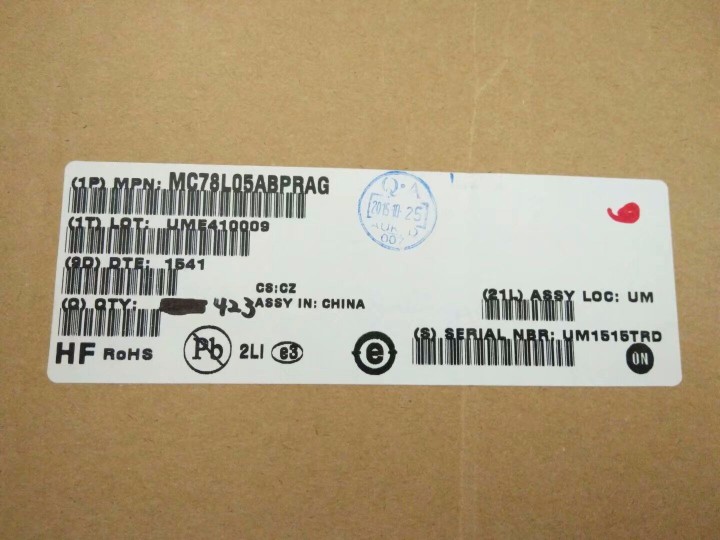 (1P) MPN: MC78L05ABPRAG
(1T) LOT: UME410009
(9D) DTE: 1541
CS:CZ
(Q) QTY: 423 ASSY IN: CHINA
(21L) ASSY LOC: UM
(S) SERIAL NBR: UM1515TRD
HF RoHS Pb 2LI e3 e ON
Q·A
2015 10-25
007